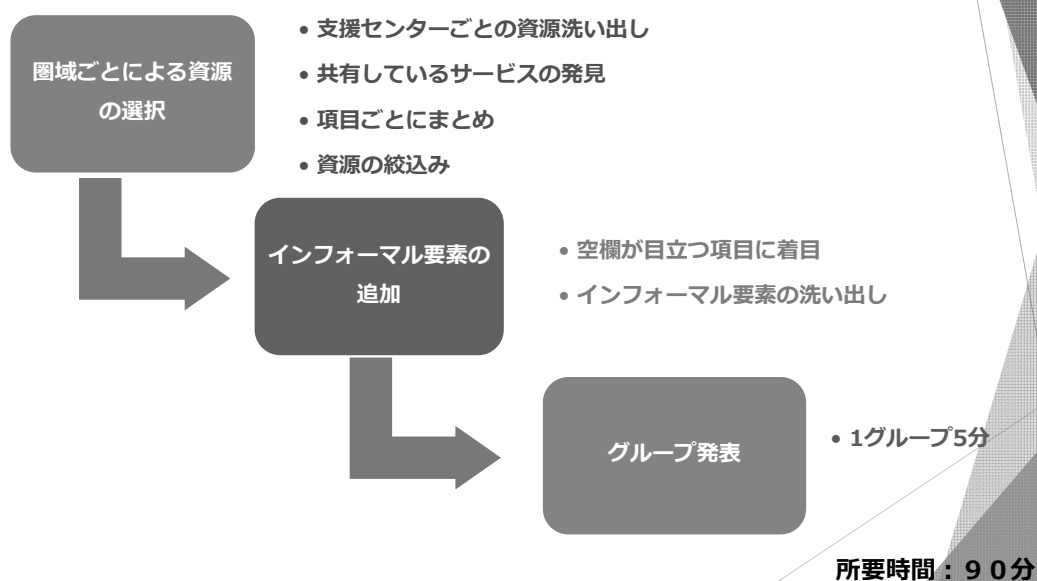 圏域ごとによる資源
の選択
• 支援センターごとの資源洗い出し
• 共有しているサービスの発見
• 項目ごとにまとめ
• 資源の絞込み
インフォーマル要素の
追加
• 空欄が目立つ項目に着目
• インフォーマル要素の洗い出し
グループ発表
• 1グループ5分
所要時間：９０分